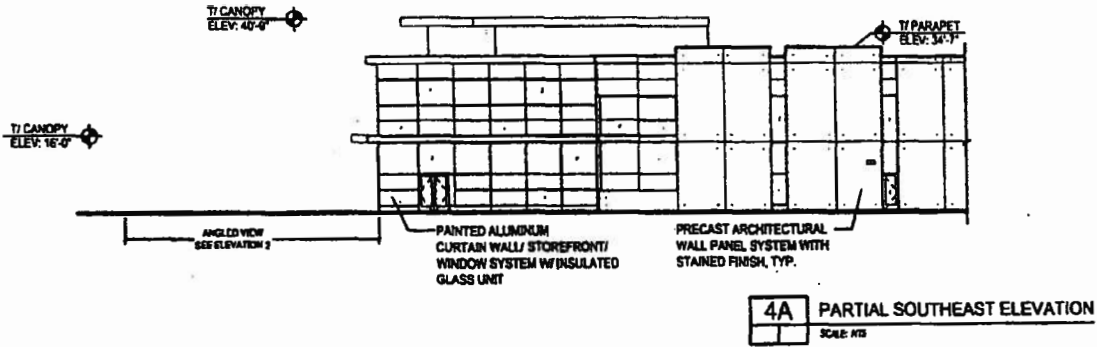 T/ CANOPY
ELEV: 40'-9"
T/ PARAPET
ELEV: 34'-7"
T/ CANOPY
ELEV: 16'-0"
ANGLED VIEW
SEE ELEVATION 2
PAINTED ALUMINUM
CURTAIN WALL/ STOREFRONT/
WINDOW SYSTEM W/ INSULATED
GLASS UNIT
PRECAST ARCHITECTURAL
WALL PANEL SYSTEM WITH
STAINED FINISH, TYP.
4A PARTIAL SOUTHEAST ELEVATION
SCALE: NTS